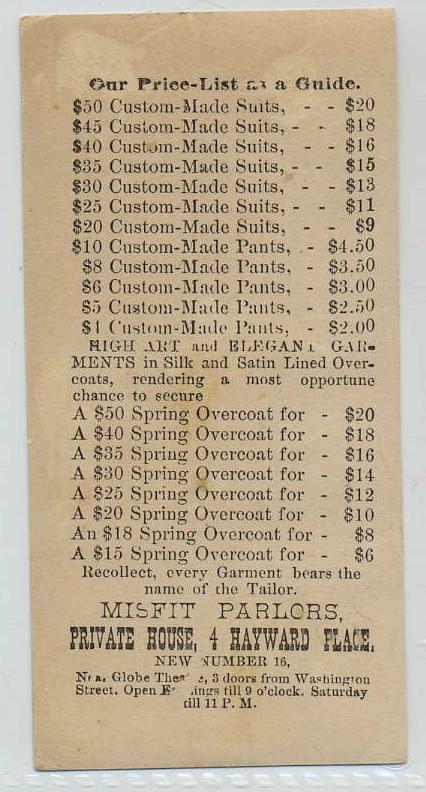 Our Price-List as a Guide.
$50 Custom-Made Suits, - - $20
$45 Custom-Made Suits, - - $18
$40 Custom-Made Suits, - - $16
$35 Custom-Made Suits, - $15
$30 Custom-Made Suits, - - $13
$25 Custom-Made Suits, - - $11
$20 Custom-Made Suits, - - $9
$10 Custom-Made Pants, - $4.50
$8 Custom-Made Pants, - $3.50
$6 Custom-Made Pants, - $3.00
$5 Custom-Made Pants, - $2.50
$4 Custom-Made Pants, - $2.00
HIGH ART and ELEGANT GAR-
MENTS in Silk and Satin Lined Over-
coats, rendering a most opportune
chance to secure
A $50 Spring Overcoat for - $20
A $40 Spring Overcoat for - $18
A $35 Spring Overcoat for - $16
A $30 Spring Overcoat for - $14
A $25 Spring Overcoat for - $12
A $20 Spring Overcoat for - $10
An $18 Spring Overcoat for - $8
A $15 Spring Overcoat for - $6
Recollect, every Garment bears the
name of the Tailor.
MISFIT PARLORS,
PRIVATE HOUSE, 4 HAYWARD PLACE,
NEW NUMBER 16,
Near Globe Theatre, 3 doors from Washington
Street. Open Evenings till 9 o'clock. Saturday
till 11 P. M.